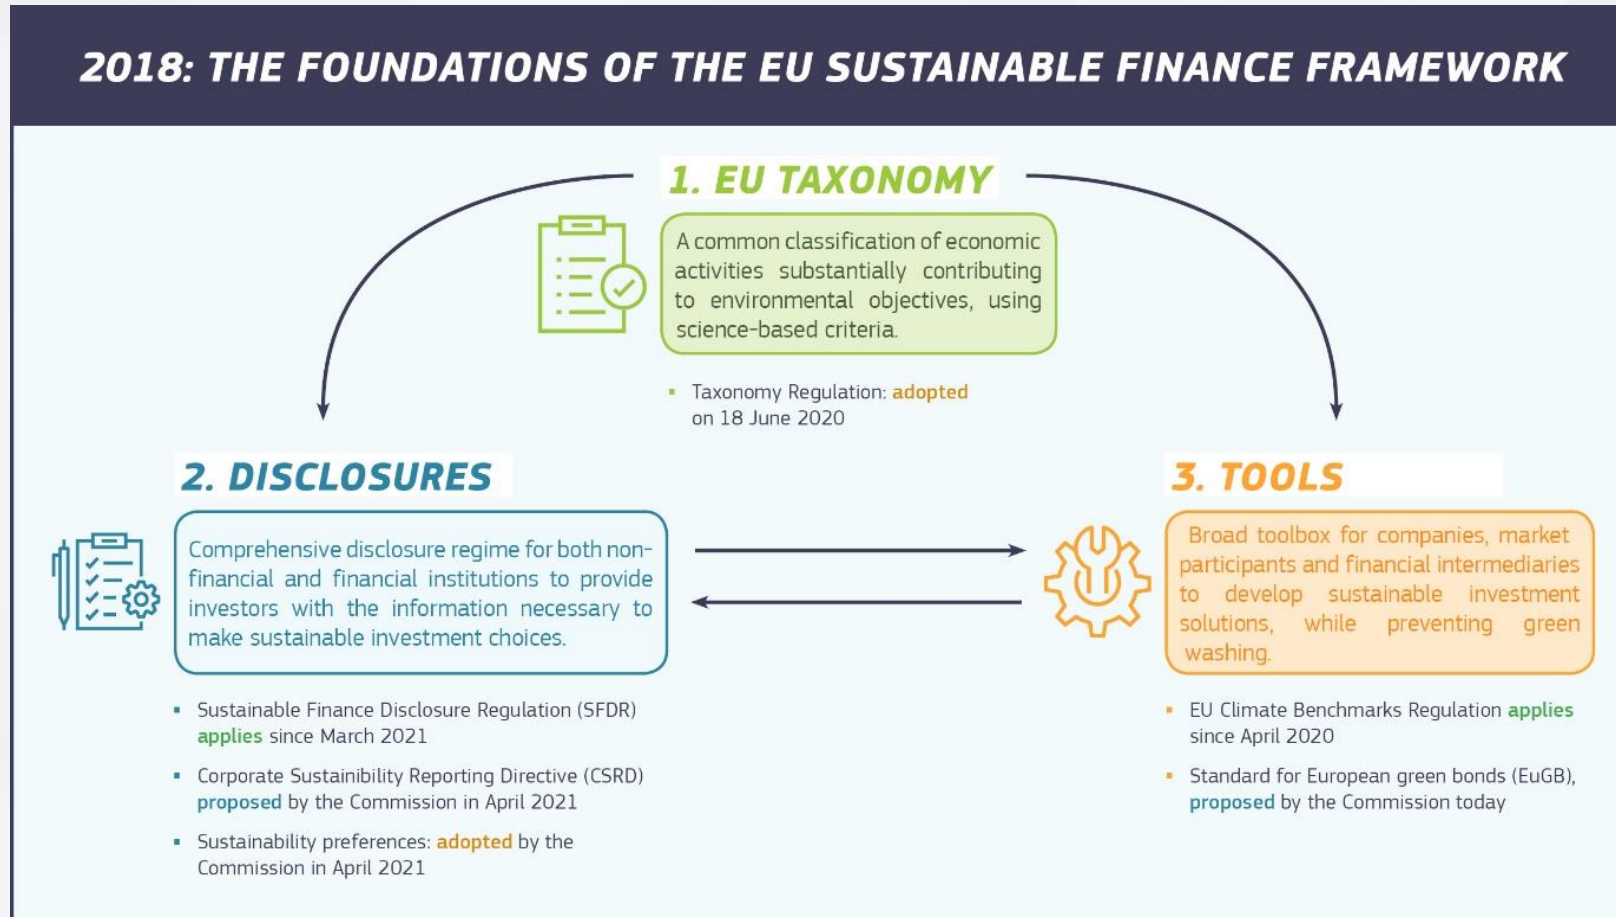 2018: THE FOUNDATIONS OF THE EU SUSTAINABLE FINANCE FRAMEWORK
1. EU TAXONOMY
A common classification of economic
activities substantially contributing
to environmental objectives, using
science-based criteria.
▪ Taxonomy Regulation: adopted
on 18 June 2020
2. DISCLOSURES
Comprehensive disclosure regime for both non-
financial and financial institutions to provide
investors with the information necessary to
make sustainable investment choices.
▪ Sustainable Finance Disclosure Regulation (SFDR)
applies since March 2021
▪ Corporate Sustainibility Reporting Directive (CSRD)
proposed by the Commission in April 2021
▪ Sustainability preferences: adopted by the
Commission in April 2021
3. TOOLS
Broad toolbox for companies, market
participants and financial intermediaries
to develop sustainable investment
solutions, while preventing green
washing.
▪ EU Climate Benchmarks Regulation applies
since April 2020
▪ Standard for European green bonds (EuGB),
proposed by the Commission today